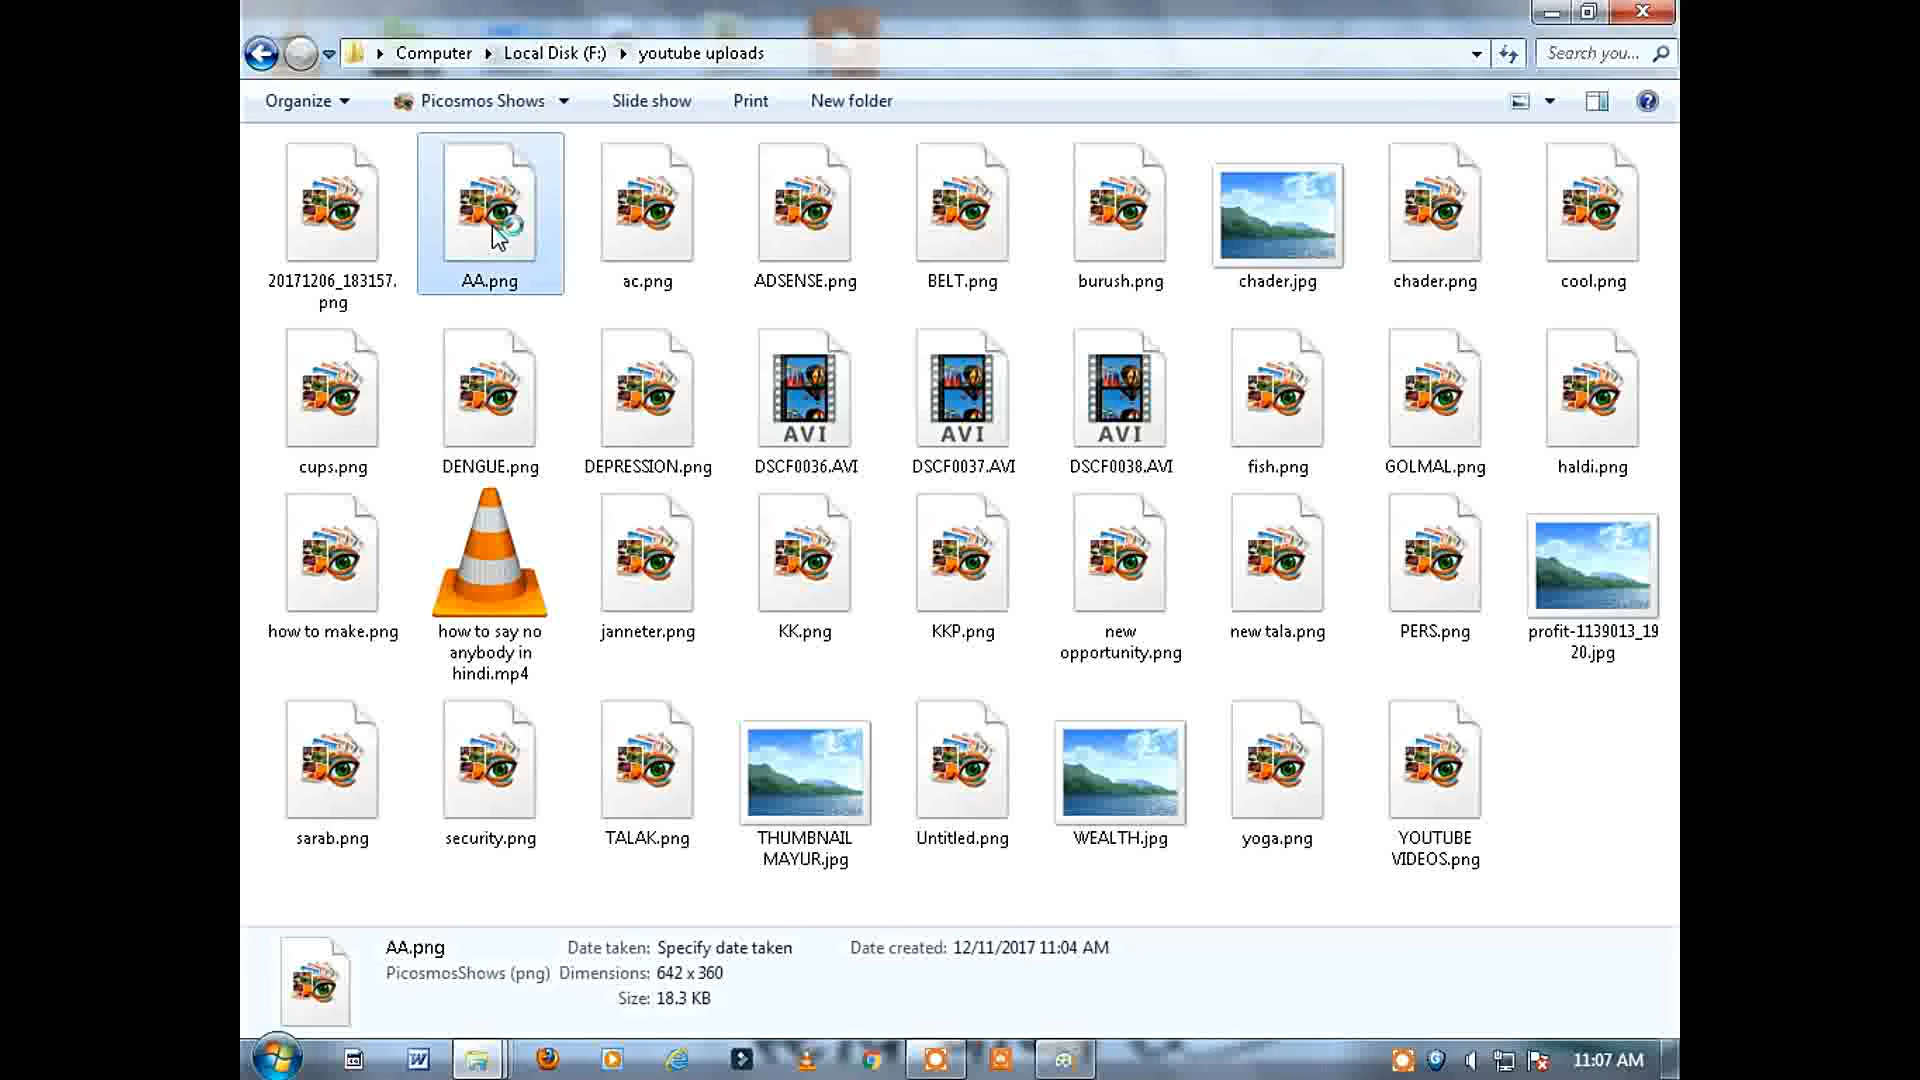 Computer
Local Disk (F:)
youtube uploads
Search you...
Organize
Picosmos Shows
Slide show
Print
New folder
20171206_183157.
png
AA.png
ac.png
ADSENSE.png
BELT.png
burush.png
chader.jpg
chader.png
cool.png
AVI
AVI
AVI
cups.png
DENGUE.png
DEPRESSION.png
DSCF0036.AVI
DSCF0037.AVI
DSCF0038.AVI
fish.png
GOLMAL.png
haldi.png
how to make.png
how to say no
anybody in
hindi.mp4
janneter.png
KK.png
KKP.png
new
opportunity.png
new tala.png
PERS.png
profit-1139013_19
20.jpg
sarab.png
security.png
TALAK.png
THUMBNAIL
MAYUR.jpg
Untitled.png
WEALTH.jpg
yoga.png
YOUTUBE
VIDEOS.png
AA.png
Date taken: Specify date taken
Date created: 12/11/2017 11:04 AM
PicosmosShows (png)
Dimensions: 642 x 360
Size: 18.3 KB
11:07 AM